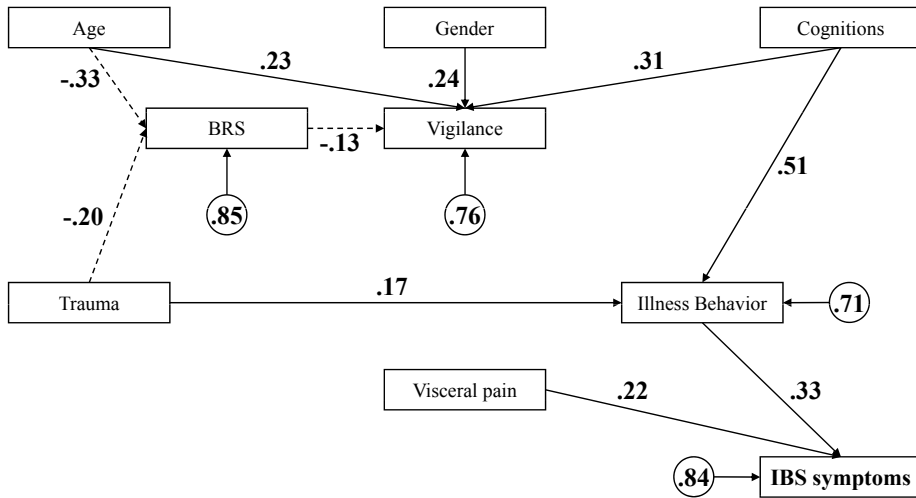 Age
Gender
Cognitions
.23
.31
-.33
.24
BRS
-.13
Vigilance
.51
.85
.76
-.20
.17
Trauma
Illness Behavior
.71
Visceral pain
.22
.33
.84
IBS symptoms